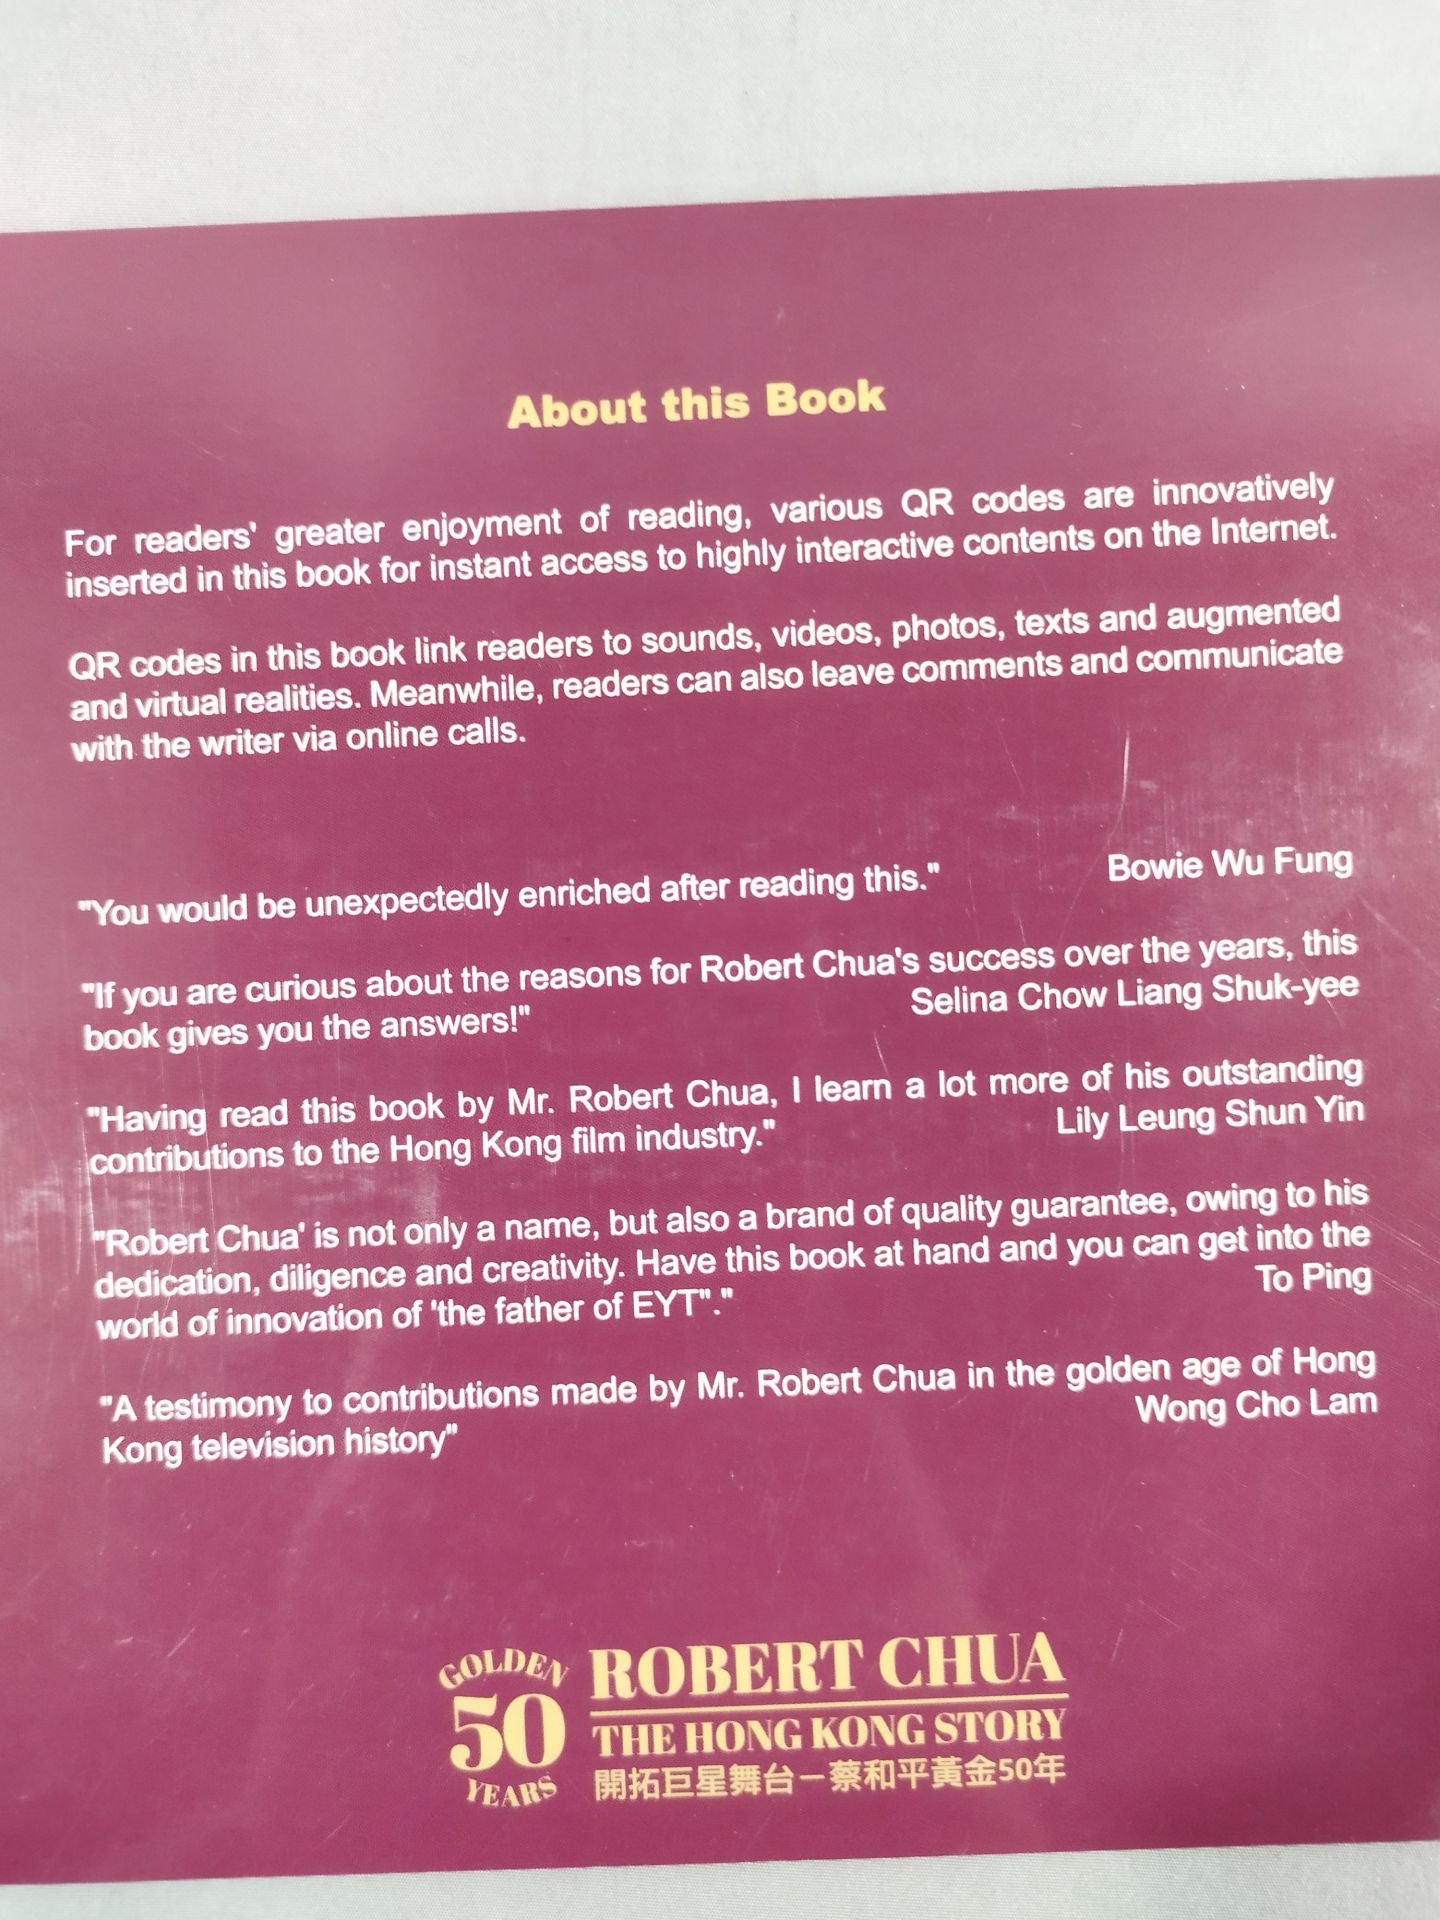 About this Book
For readers' greater enjoyment of reading, various QR codes are innovatively
inserted in this book for instant access to highly interactive contents on the Internet.
QR codes in this book link readers to sounds, videos, photos, texts and augmented
and virtual realities. Meanwhile, readers can also leave comments and communicate
with the writer via online calls.
"You would be unexpectedly enriched after reading this." Bowie Wu Fung
"If you are curious about the reasons for Robert Chua's success over the years, this
book gives you the answers!" Selina Chow Liang Shuk-yee
"Having read this book by Mr. Robert Chua, I learn a lot more of his outstanding
contributions to the Hong Kong film industry." Lily Leung Shun Yin
"Robert Chua' is not only a name, but also a brand of quality guarantee, owing to his
dedication, diligence and creativity. Have this book at hand and you can get into the
world of innovation of 'the father of EYT"." To Ping
"A testimony to contributions made by Mr. Robert Chua in the golden age of Hong
Kong television history" Wong Cho Lam
GOLDEN
50
YEARS
ROBERT CHUA
THE HONG KONG STORY
開拓巨星舞台－蔡和平黃金50年